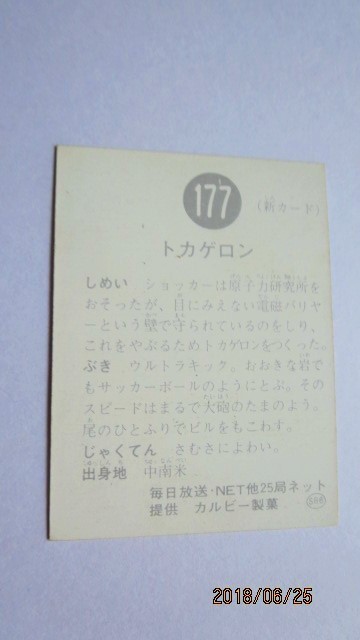 177
(新カード)
トカゲロン
しめい ショッカーは原子力研究所を
おそったが、目にみえない電磁バリヤ
ーという壁で守られているのをしり、
これをやぶるためトカゲロンをつくった。
ぶき ウルトラキック。おおきな岩で
もサッカーボールのようにとぶ。その
スピードはまるで大砲のたまのよう。
尾のひとふりでビルをもこわす。
じゃくてん さむさによわい。
出身地 中南米
毎日放送・NET他25局ネット
提供 カルビー製菓
2018/06/25